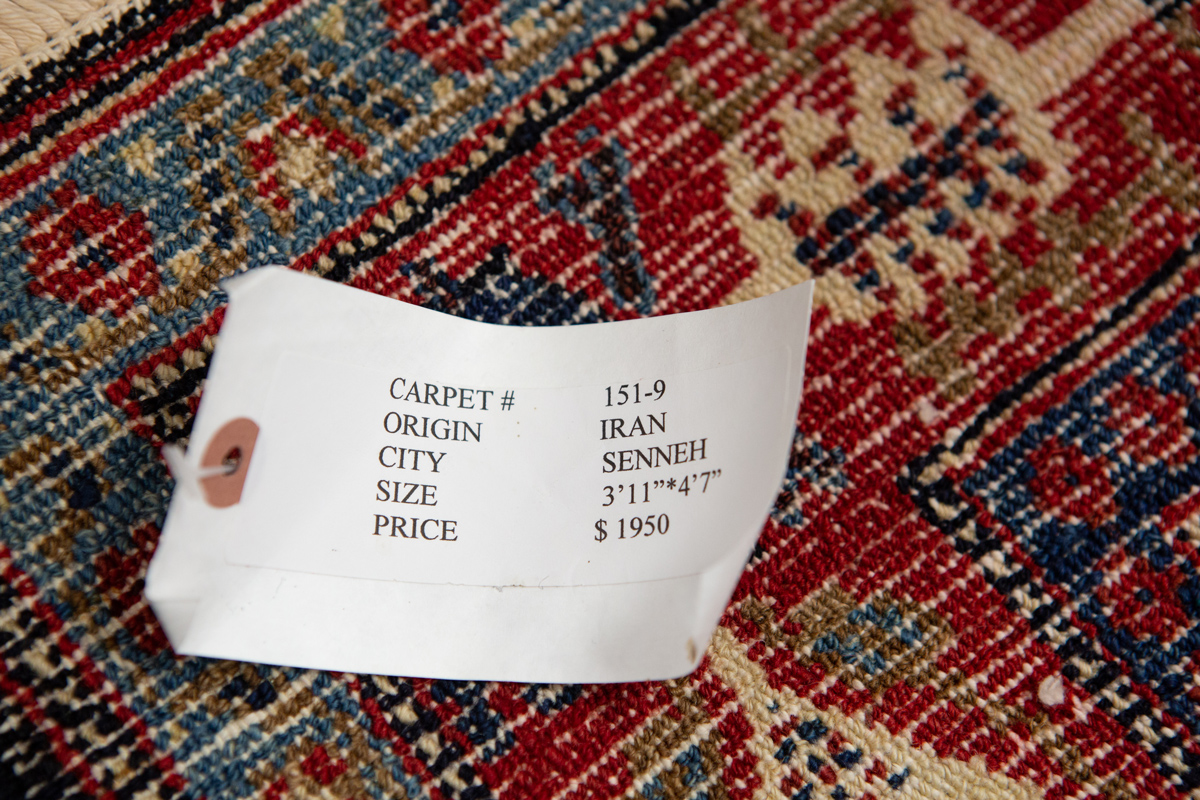 CARPET # 151-9
ORIGIN IRAN
CITY SENNEH
SIZE 3’11”*4’7”
PRICE $ 1950